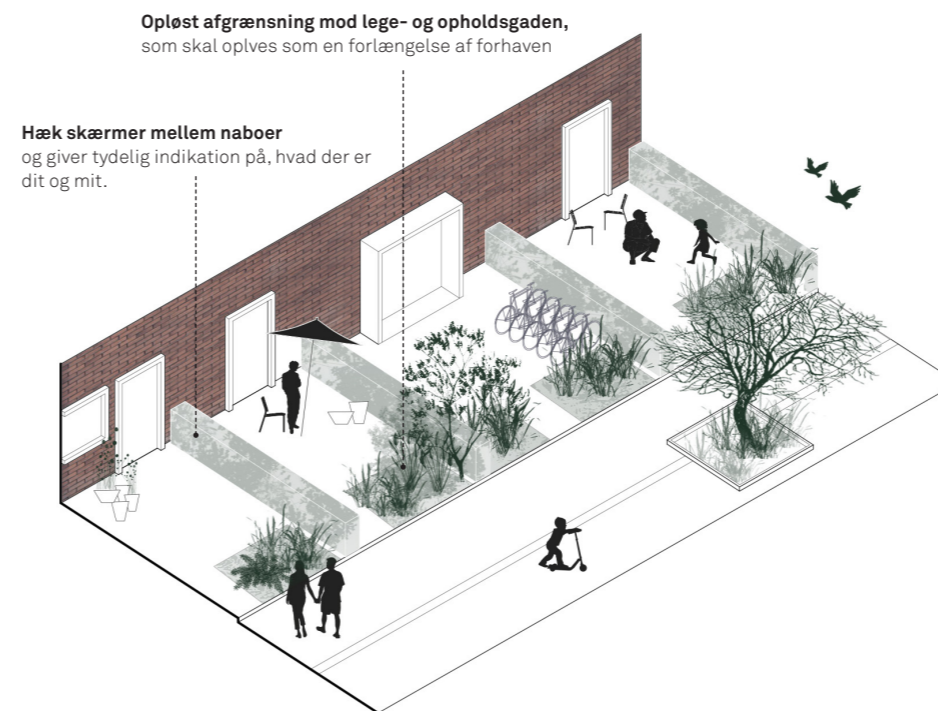 Opløst afgrænsning mod lege- og opholdsgaden,
som skal oplves som en forlængelse af forhaven
Hæk skærmer mellem naboer
og giver tydelig indikation på, hvad der er
dit og mit.